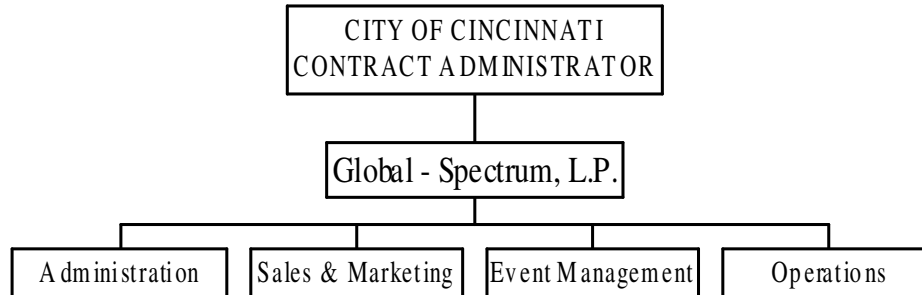 CITY OF CINCINNATI
CONTRACT ADMINISTRATOR
Global - Spectrum, L.P.
Administration
Sales & Marketing
Event Management
Operations